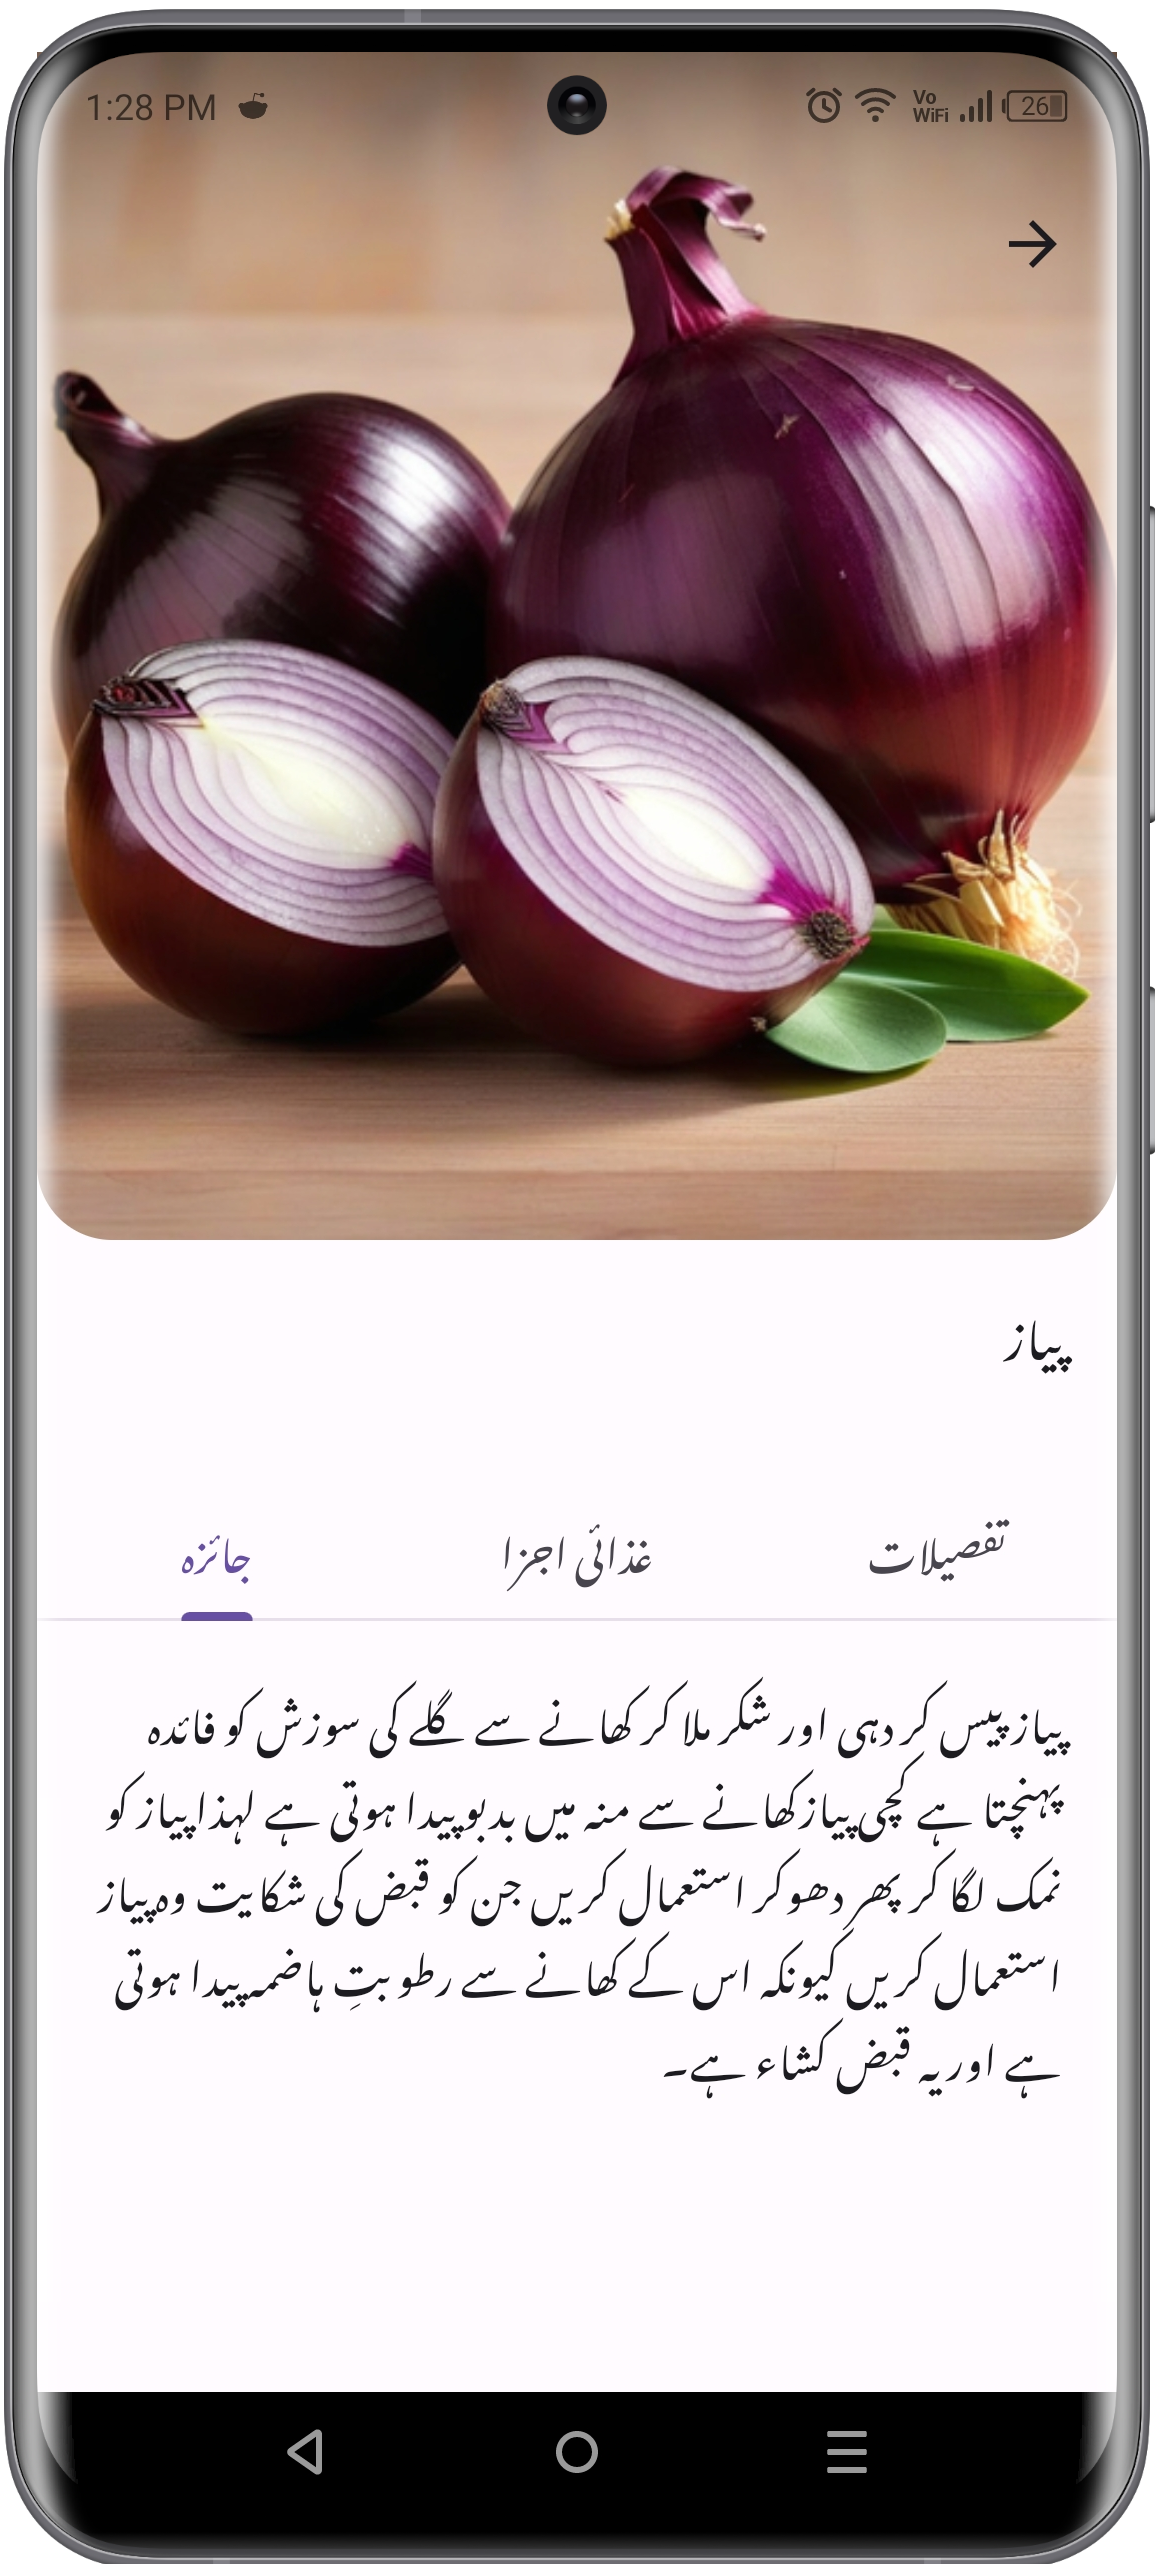 1:28 PM
Vo WiFi 26
پیاز
تفصیلات غذائی اجزا جائزہ
پیاز پیس کر دہی اور شکر ملا کر کھانے سے گلے کی سوزش کو فائدہ
پہنچتا ہے کچی پیاز کھانے سے منہ میں بدبو پیدا ہوتی ہے لہذا پیاز کو
نمک لگا کر پھر دھو کر استعمال کریں جن کو قبض کی شکایت وہ پیاز
استعمال کریں کیونکہ اس کے کھانے سے رطوبتِ ہاضمہ پیدا ہوتی
ہے اور یہ قبض کشاء ہے۔